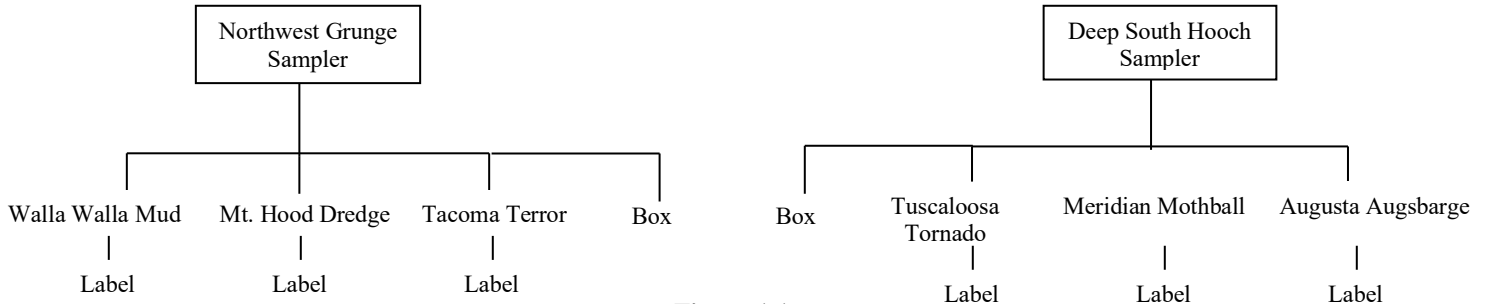 Northwest Grunge
Sampler
Deep South Hooch
Sampler
Walla Walla Mud
Mt. Hood Dredge
Tacoma Terror
Box
Box
Tuscaloosa
Tornado
Meridian Mothball
Augusta Augsbarge
Label
Label
Label
Label
Label
Label